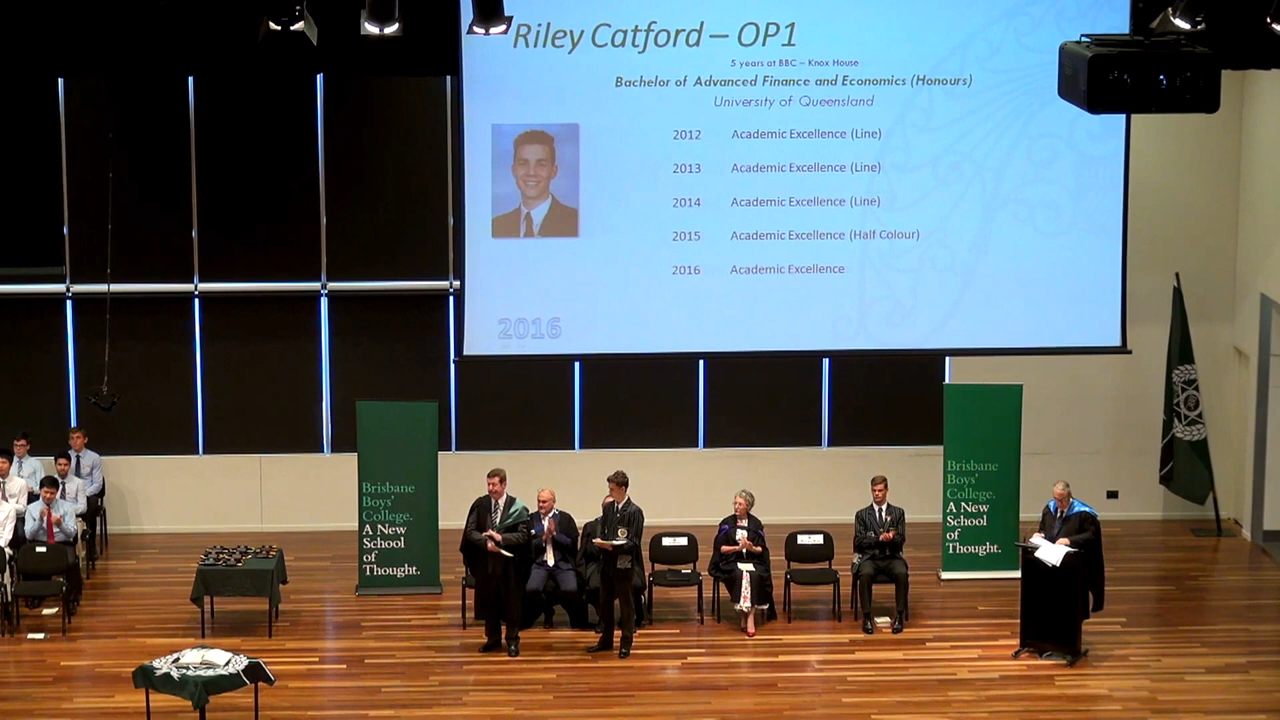 Riley Catford – OP1
5 years at BBC – Knox House
Bachelor of Advanced Finance and Economics (Honours)
University of Queensland
2012 Academic Excellence (Line)
2013 Academic Excellence (Line)
2014 Academic Excellence (Line)
2015 Academic Excellence (Half Colour)
2016 Academic Excellence
2016
Brisbane
Boys'
College.
A New
School
of
Thought.
Brisbane
Boys'
College.
A New
School of
Thought.